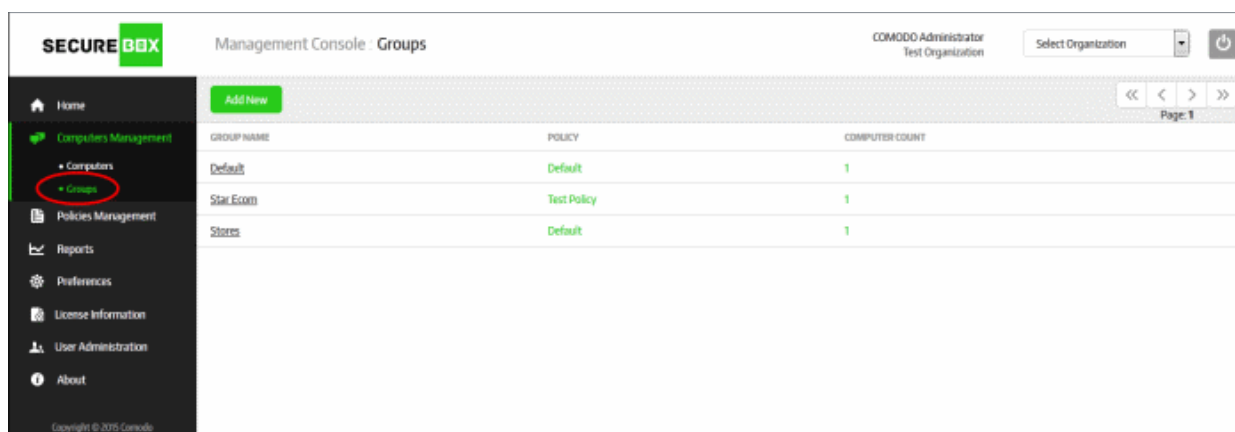 SECURE BOX
Management Console : Groups
COMODO Administrator
Test Organization
Select Organization
Home
Computers Management
• Computers
• Groups
Policies Management
Reports
Preferences
License Information
User Administration
About
Copyright © 2015 Comodo
Add New
Page: 1
GROUP NAME POLICY COMPUTER COUNT
Default Default 1
Star Ecom Test Policy 1
Stores Default 1